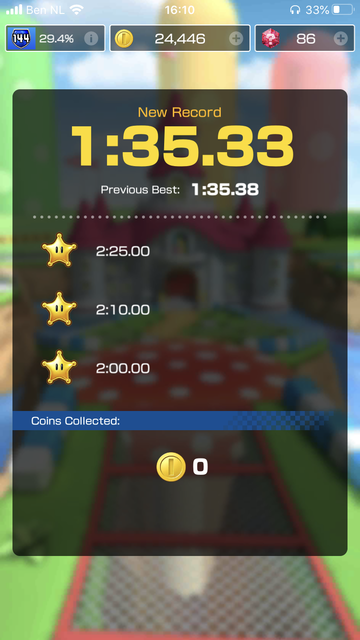 Ben NL 16:10 33%
144 29.4% i 24,446 + 86 +
New Record
1:35.33
Previous Best: 1:35.38
2:25.00
2:10.00
2:00.00
Coins Collected:
0